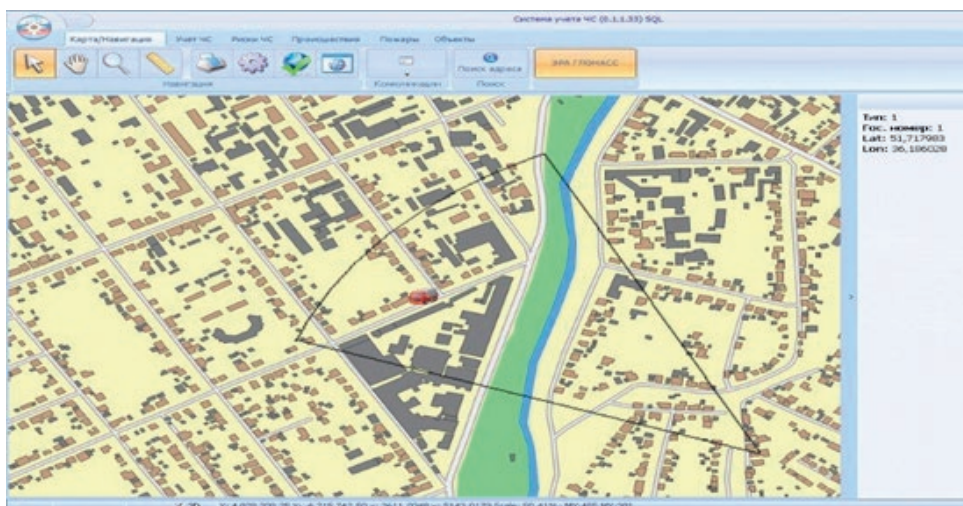 Система учета ЧС (0.1.1.33) SQL
Карта/Навигация Учет ЧС Риски ЧС Происшествия Пожары Объекты
Поиск адреса ЭРА / ГЛОНАСС
Навигация Коммуникации Поиск
Тип: 1
Гос. номер: 1
Lat: 51,717983
Lon: 36,186028